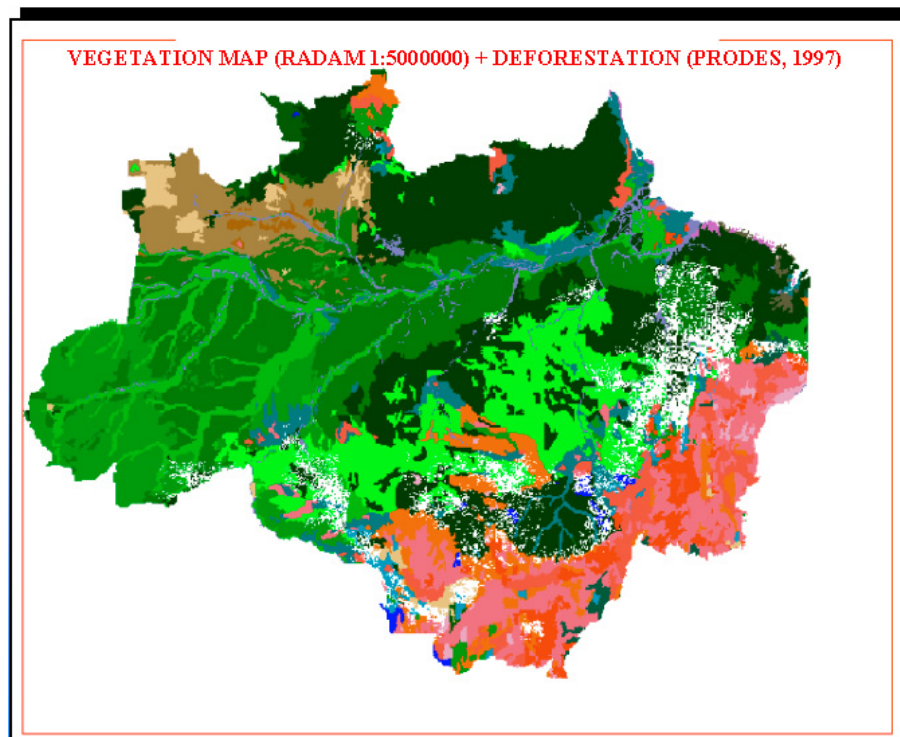 VEGETATION MAP (RADAM 1:5000000) + DEFORESTATION (PRODES, 1997)